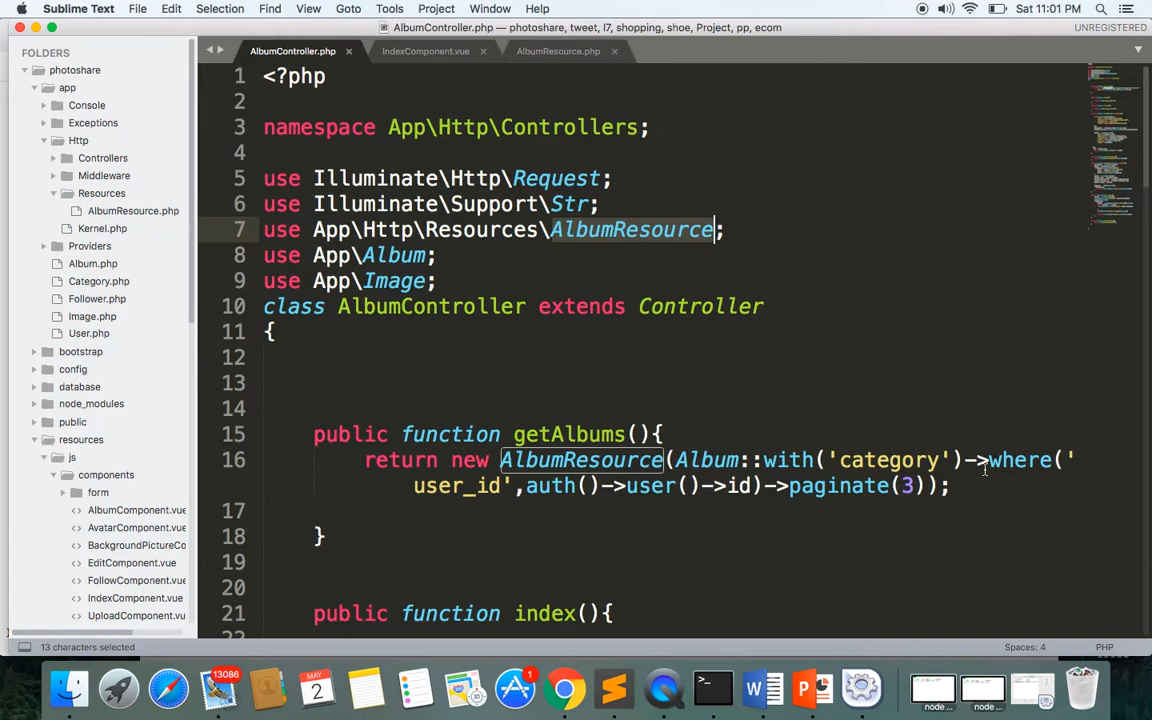 Sublime Text File Edit Selection Find View Goto Tools Project Window Help Sat 11:01 PM
AlbumController.php — photoshare, tweet, l7, shopping, shoe, Project, pp, ecom UNREGISTERED
FOLDERS
photoshare
app
Console
Exceptions
Http
Controllers
Middleware
Resources
AlbumResource.php
Kernel.php
Providers
Album.php
Category.php
Follower.php
Image.php
User.php
bootstrap
config
database
node_modules
public
resources
js
components
form
AlbumComponent.vue
AvatarComponent.vue
BackgroundPictureCo
EditComponent.vue
FollowComponent.vue
IndexComponent.vue
UploadComponent.vue
AlbumController.php × IndexComponent.vue × AlbumResource.php ×
1 <?php
2
3 namespace App\Http\Controllers;
4
5 use Illuminate\Http\Request;
6 use Illuminate\Support\Str;
7 use App\Http\Resources\AlbumResource;
8 use App\Album;
9 use App\Image;
10 class AlbumController extends Controller
11 {
12
13
14
15 public function getAlbums(){
16 return new AlbumResource(Album::with('category')->where('
user_id',auth()->user()->id)->paginate(3));
17
18 }
19
20
21 public function index(){
22
13 characters selected Spaces: 4 PHP
13086
MAY
2
1
node ...
node ...